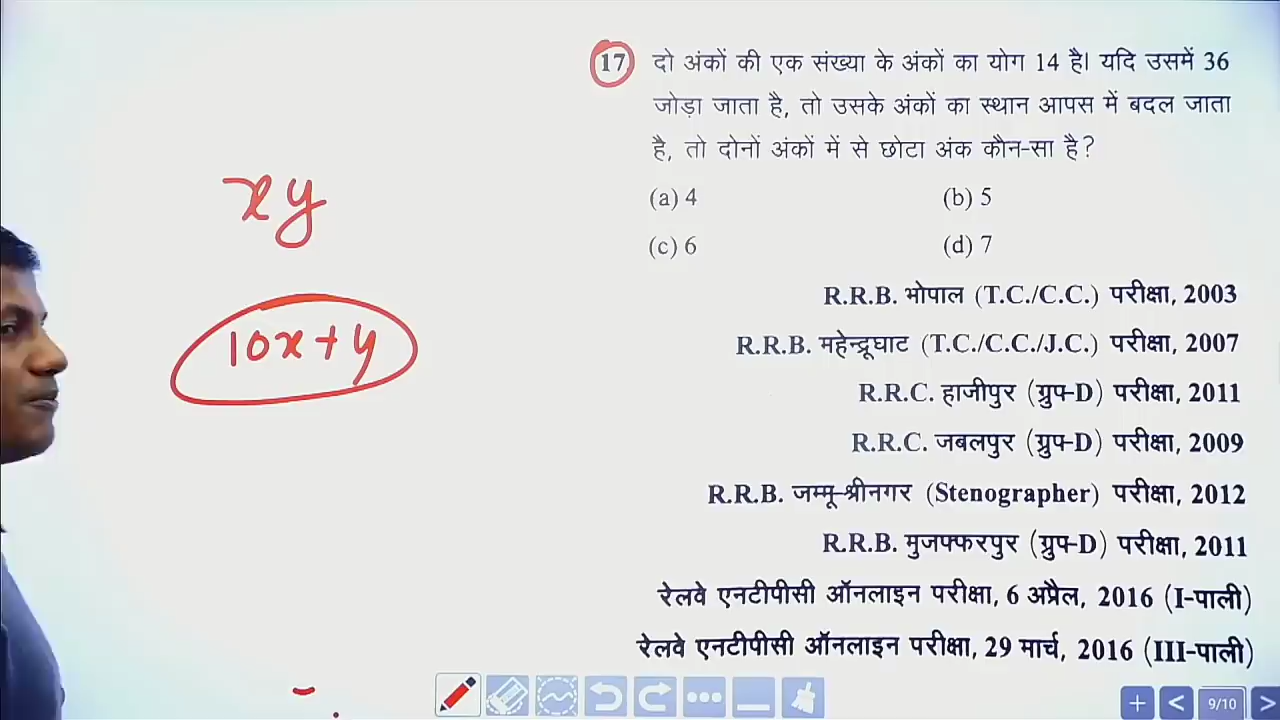 17 दो अंकों की एक संख्या के अंकों का योग 14 है। यदि उसमें 36
जोड़ा जाता है, तो उसके अंकों का स्थान आपस में बदल जाता
है, तो दोनों अंकों में से छोटा अंक कौन-सा है?
(a) 4 (b) 5
(c) 6 (d) 7
R.R.B. भोपाल (T.C./C.C.) परीक्षा, 2003
R.R.B. महेन्द्रूघाट (T.C./C.C./J.C.) परीक्षा, 2007
R.R.C. हाजीपुर (ग्रुप-D) परीक्षा, 2011
R.R.C. जबलपुर (ग्रुप-D) परीक्षा, 2009
R.R.B. जम्मू-श्रीनगर (Stenographer) परीक्षा, 2012
R.R.B. मुजफ्फरपुर (ग्रुप-D) परीक्षा, 2011
रेलवे एनटीपीसी ऑनलाइन परीक्षा, 6 अप्रैल, 2016 (I-पाली)
रेलवे एनटीपीसी ऑनलाइन परीक्षा, 29 मार्च, 2016 (III-पाली)
xy
10x+y
9/10